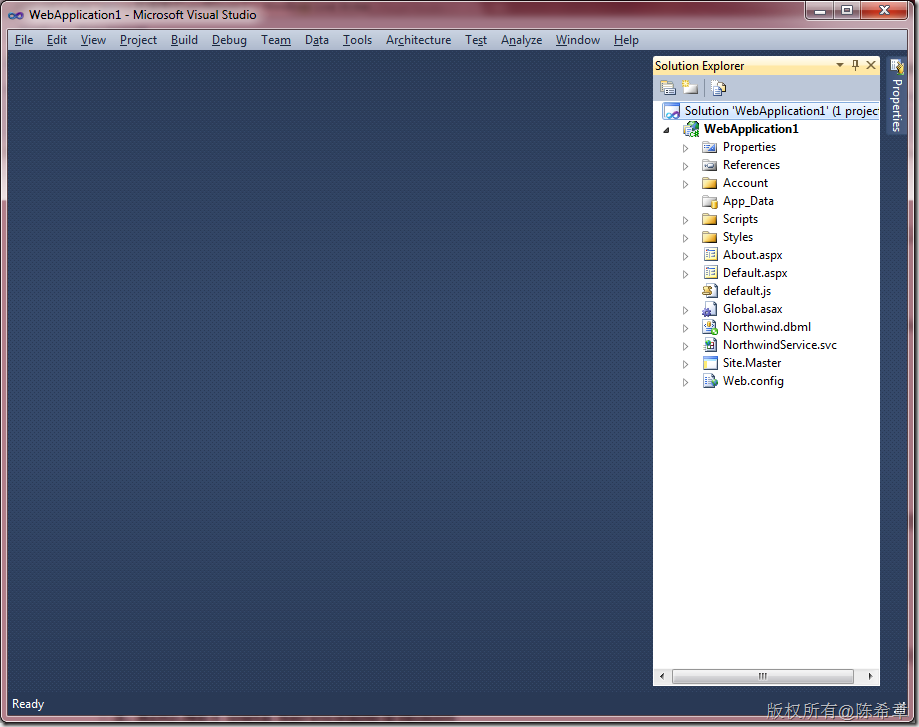 WebApplication1 - Microsoft Visual Studio
File Edit View Project Build Debug Team Data Tools Architecture Test Analyze Window Help
Solution Explorer
Properties
Solution 'WebApplication1' (1 projec
WebApplication1
Properties
References
Account
App_Data
Scripts
Styles
About.aspx
Default.aspx
default.js
Global.asax
Northwind.dbml
NorthwindService.svc
Site.Master
Web.config
Ready
版权所有@陈希章